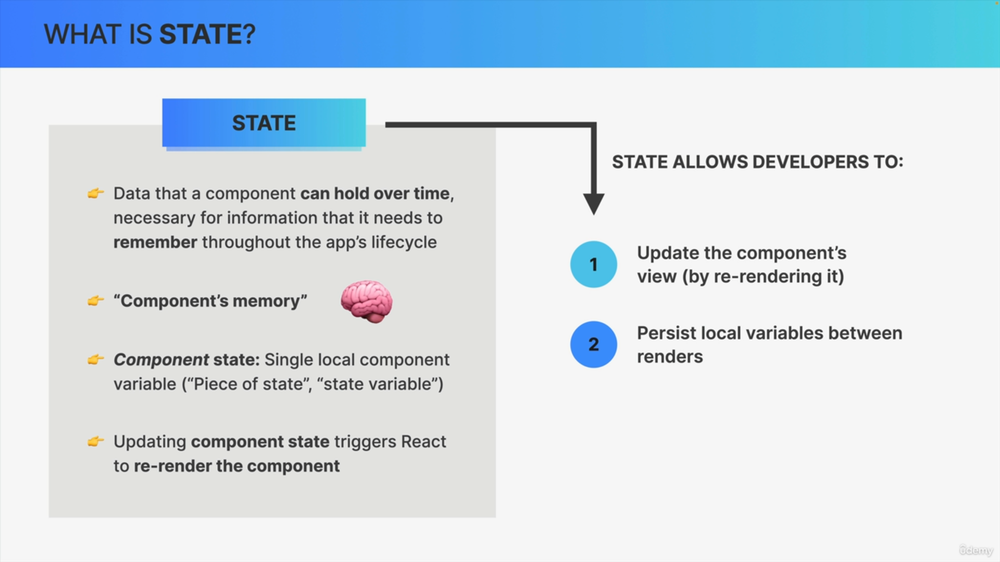 WHAT IS STATE?
STATE
Data that a component can hold over time,
necessary for information that it needs to
remember throughout the app’s lifecycle
“Component’s memory”
Component state: Single local component
variable (“Piece of state”, “state variable”)
Updating component state triggers React
to re-render the component
STATE ALLOWS DEVELOPERS TO:
1
Update the component’s
view (by re-rendering it)
2
Persist local variables between
renders
ûdemy